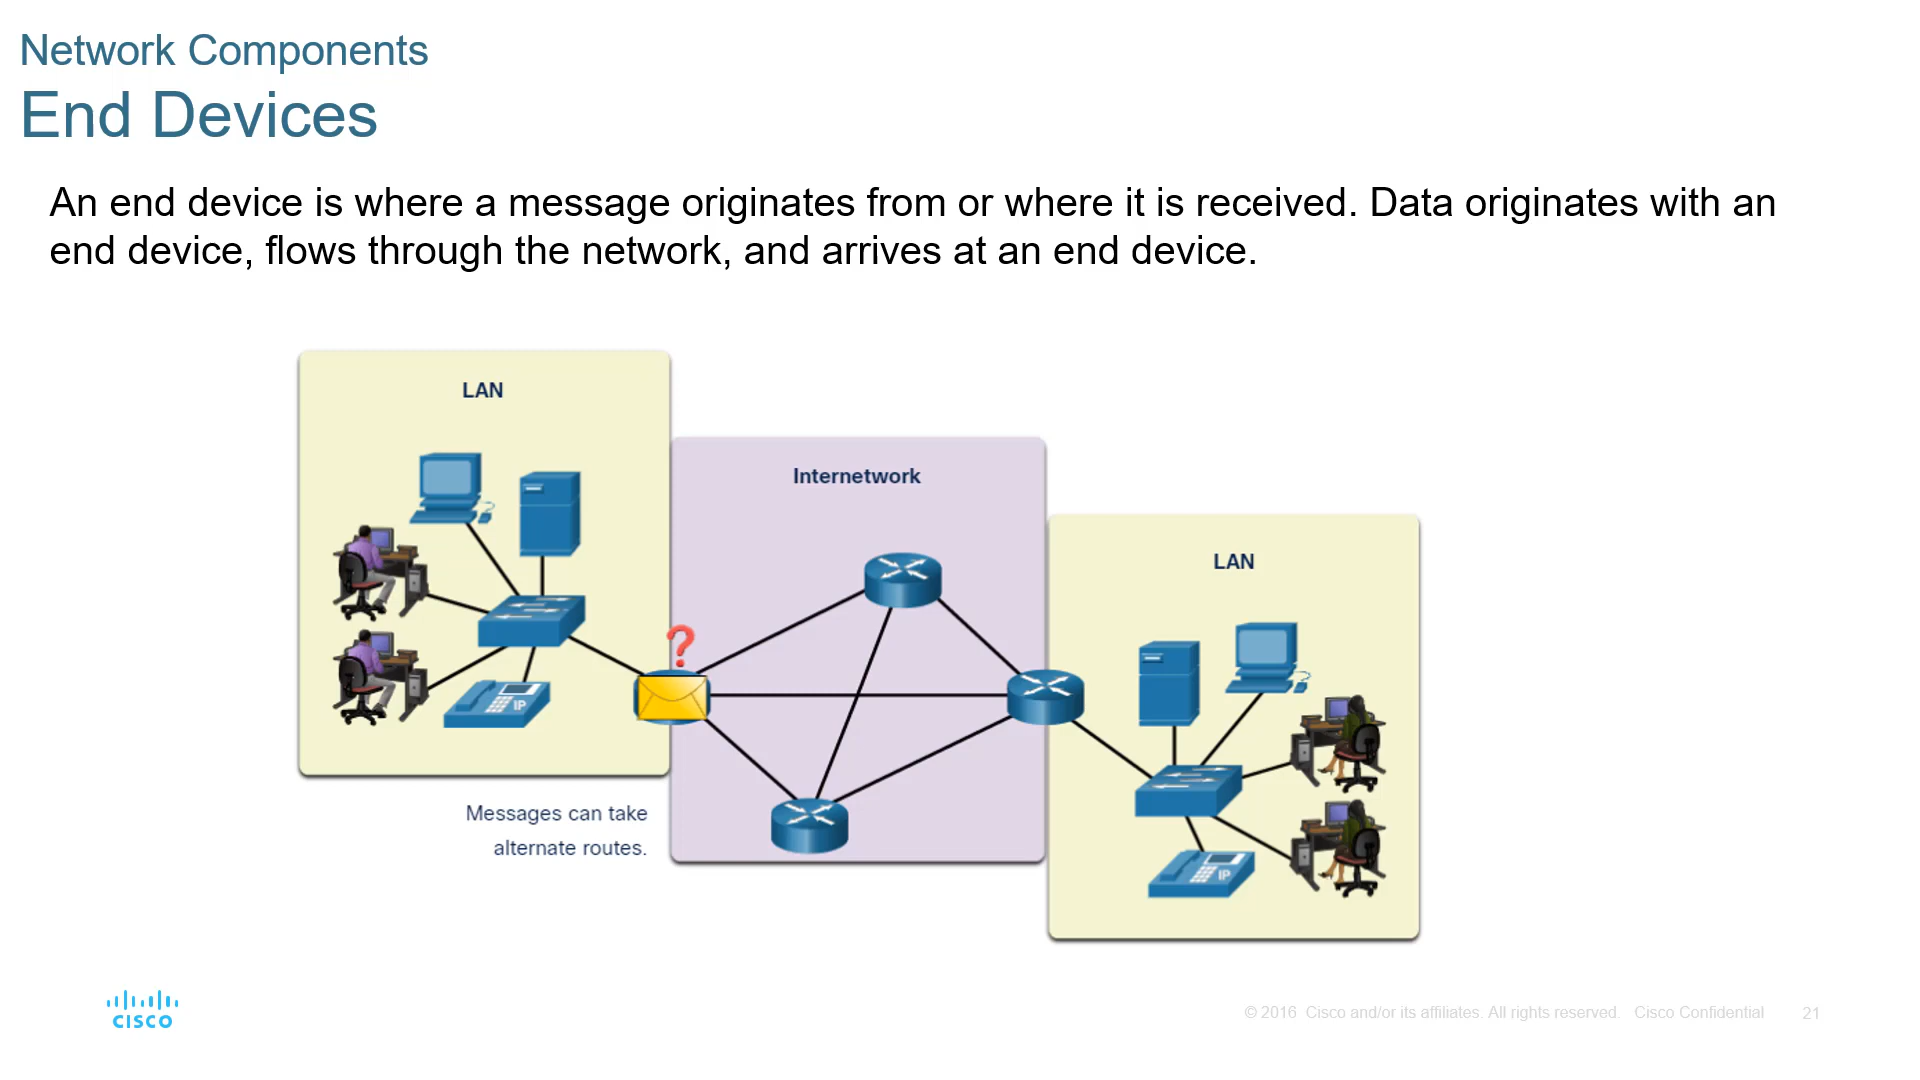 Network Components
End Devices
An end device is where a message originates from or where it is received. Data originates with an
end device, flows through the network, and arrives at an end device.
LAN
Internetwork
LAN
?
IP
Messages can take
alternate routes.
IP
CISCO
© 2016 Cisco and/or its affiliates. All rights reserved. Cisco Confidential
21